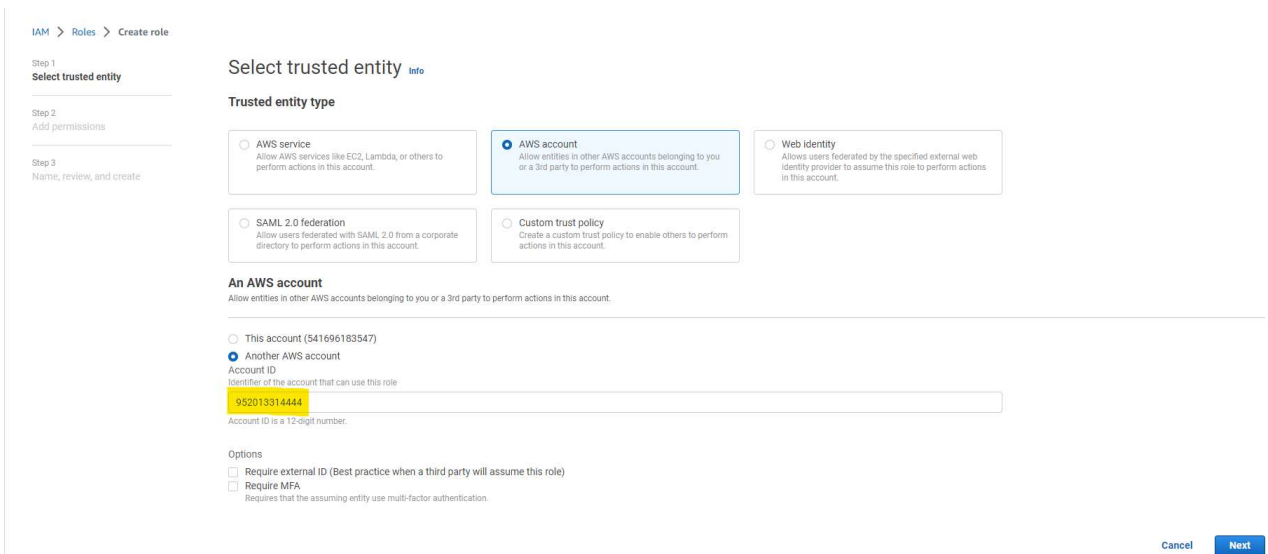 IAM > Roles > Create role
Step 1
Select trusted entity
Step 2
Add permissions
Step 3
Name, review, and create
Select trusted entity Info
Trusted entity type
AWS service
Allow AWS services like EC2, Lambda, or others to
perform actions in this account.
AWS account
Allow entities in other AWS accounts belonging to you
or a 3rd party to perform actions in this account.
Web identity
Allows users federated by the specified external web
identity provider to assume this role to perform actions
in this account.
SAML 2.0 federation
Allow users federated with SAML 2.0 from a corporate
directory to perform actions in this account.
Custom trust policy
Create a custom trust policy to enable others to perform
actions in this account.
An AWS account
Allow entities in other AWS accounts belonging to you or a 3rd party to perform actions in this account.
This account (541696183547)
Another AWS account
Account ID
Identifier of the account that can use this role
952013314444
Account ID is a 12-digit number.
Options
Require external ID (Best practice when a third party will assume this role)
Require MFA
Requires that the assuming entity use multi-factor authentication.
Cancel
Next